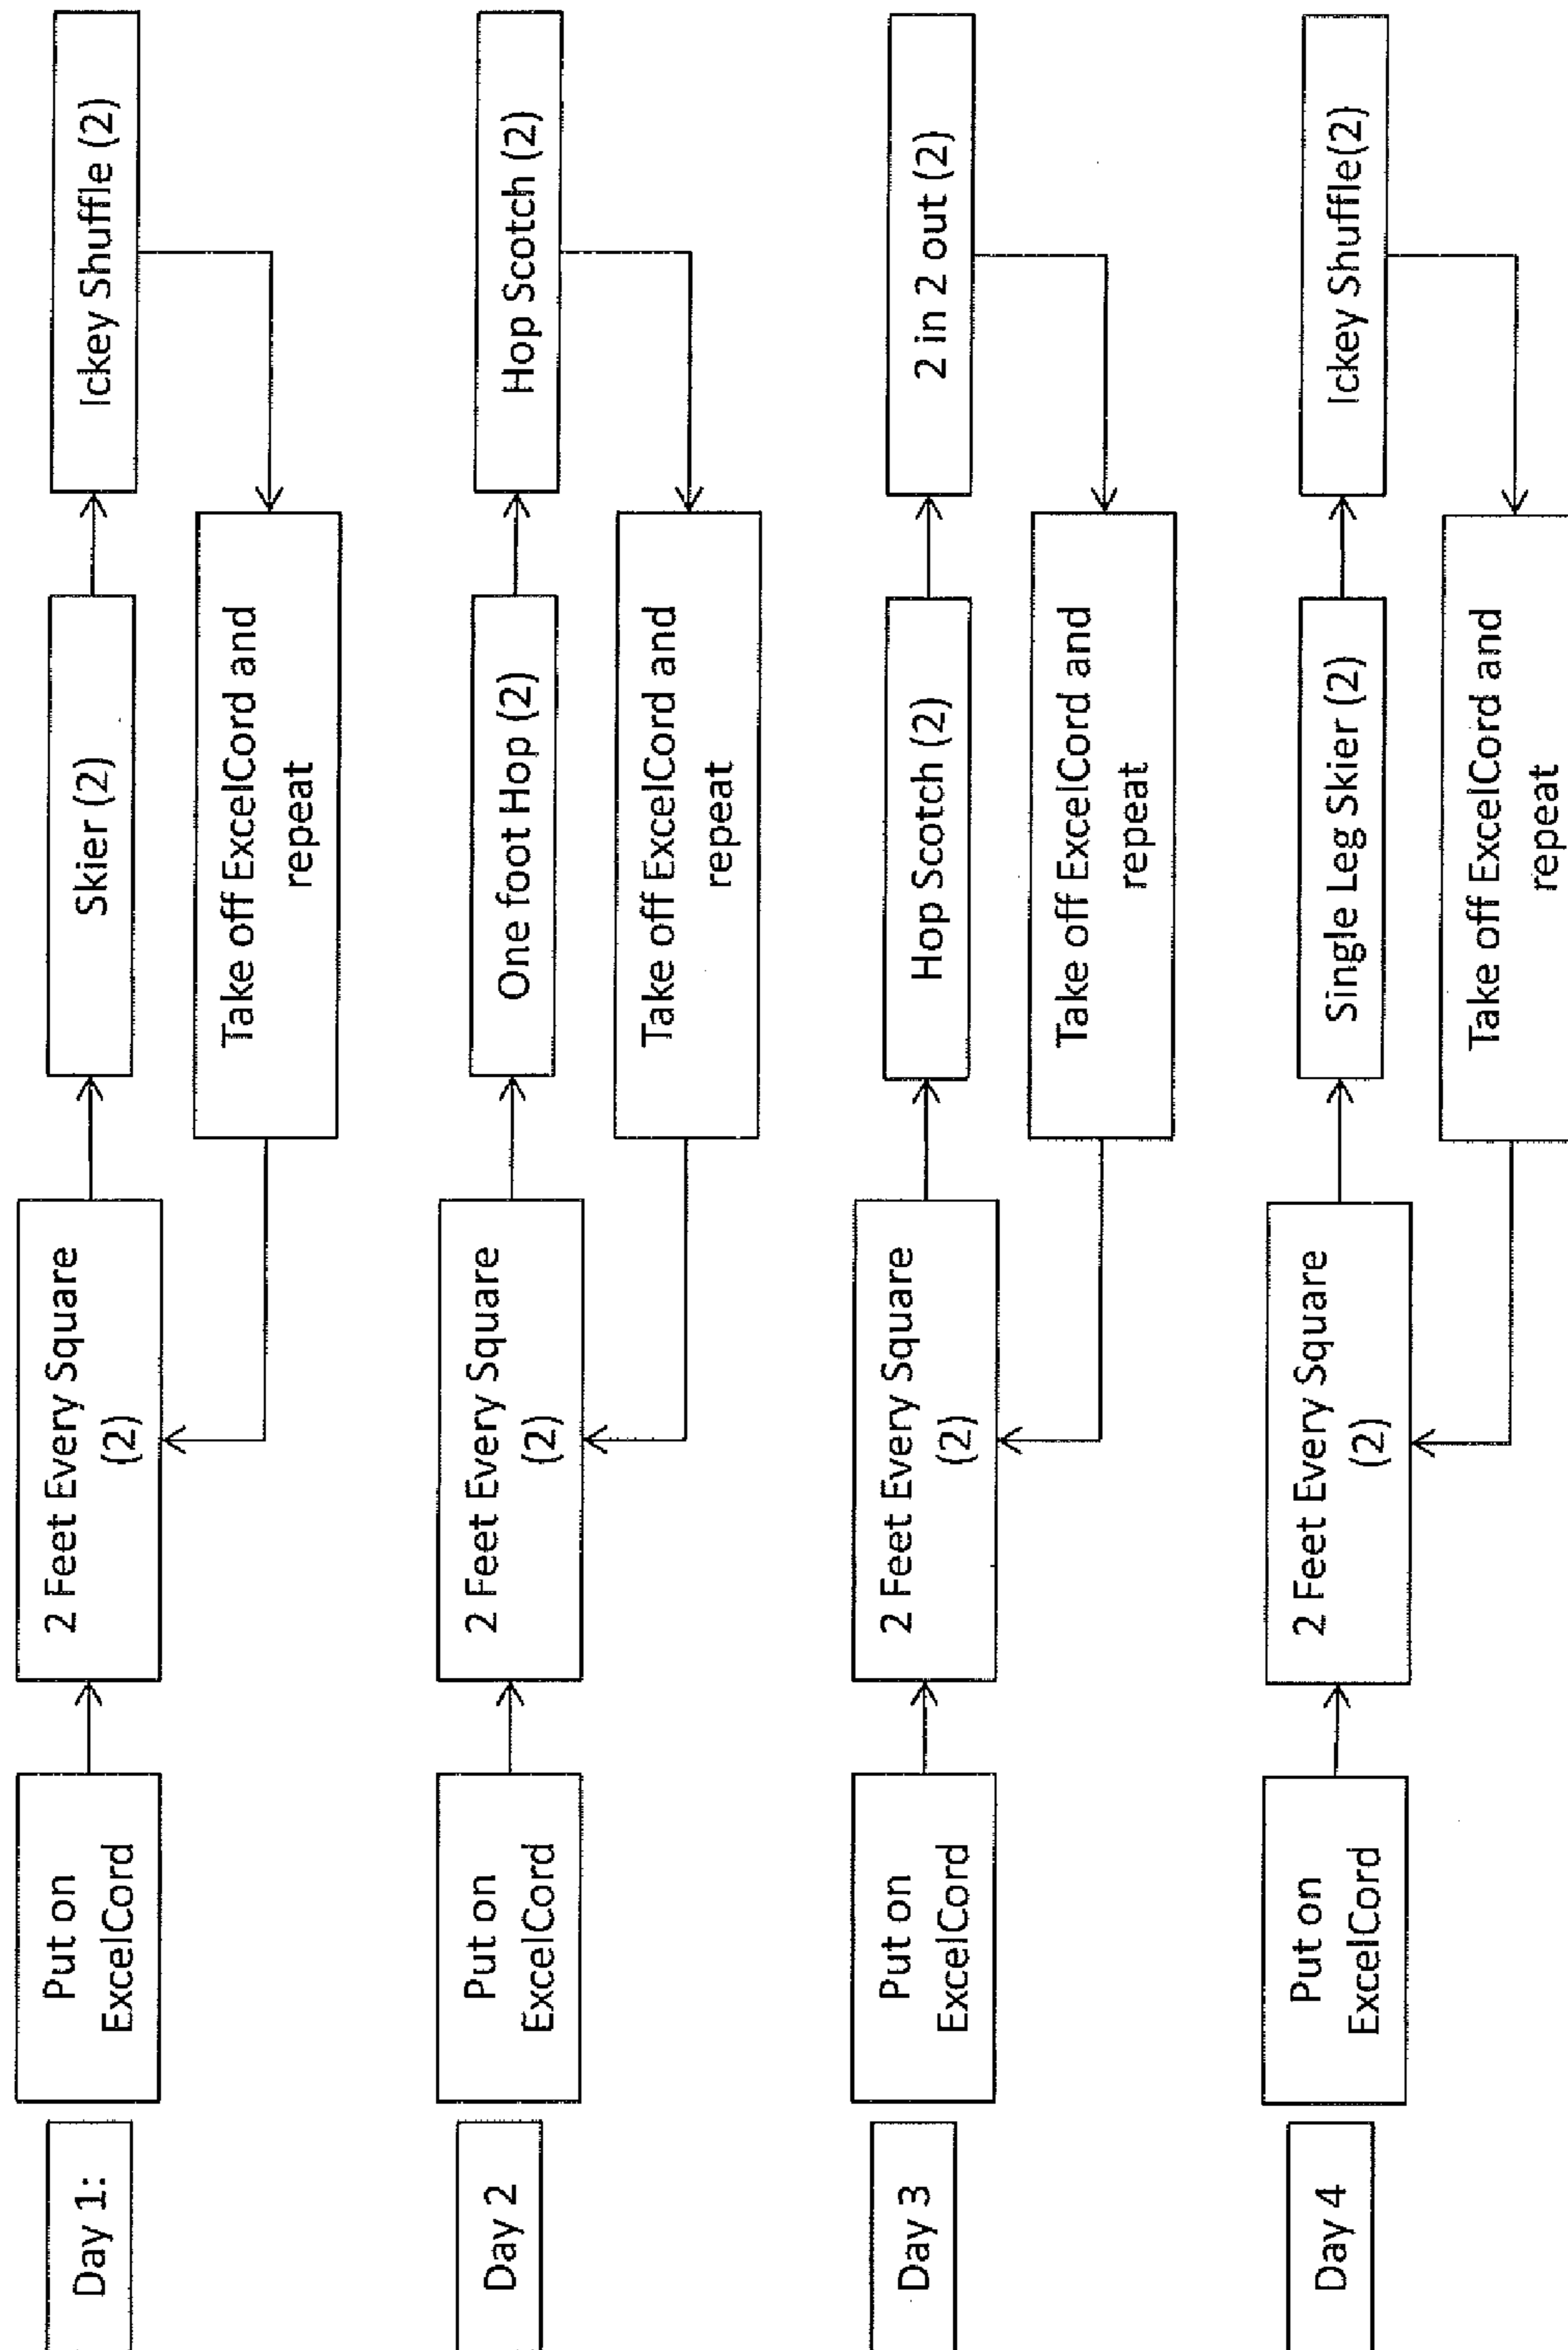 Day 1:
Put on
ExcelCord
2 Feet Every Square
(2)
Skier (2)
Ickey Shuffle (2)
Take off ExcelCord and
repeat
Day 2
Put on
ExcelCord
2 Feet Every Square
(2)
One foot Hop (2)
Hop Scotch (2)
Take off ExcelCord and
repeat
Day 3
Put on
ExcelCord
2 Feet Every Square
(2)
Hop Scotch (2)
2 in 2 out (2)
Take off ExcelCord and
repeat
Day 4
Put on
ExcelCord
2 Feet Every Square
(2)
Single Leg Skier (2)
Ickey Shuffle(2)
Take off ExcelCord and
repeat